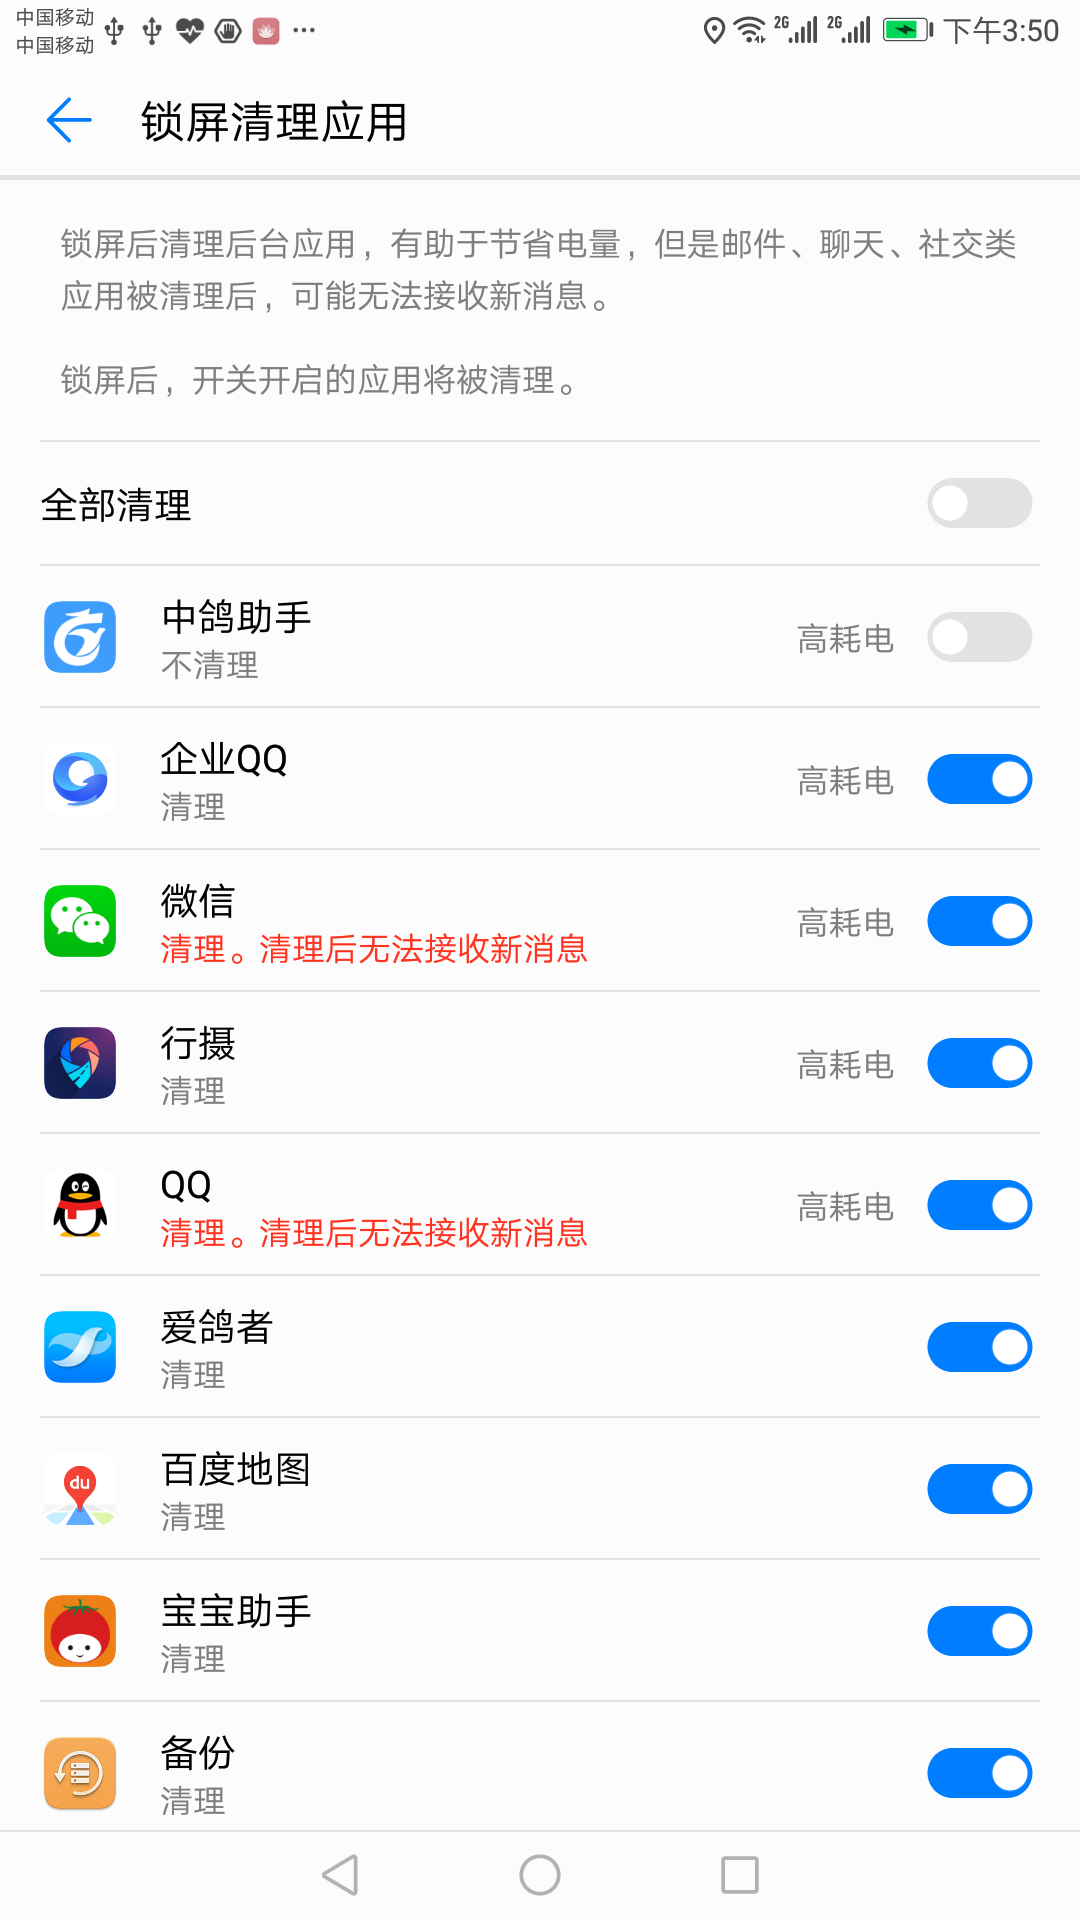 中国移动
中国移动
2G
2G
下午3:50
锁屏清理应用
锁屏后清理后台应用，有助于节省电量，但是邮件、聊天、社交类
应用被清理后，可能无法接收新消息。
锁屏后，开关开启的应用将被清理。
全部清理
中鸽助手
不清理
高耗电
企业QQ
清理
高耗电
微信
清理。清理后无法接收新消息
高耗电
行摄
清理
高耗电
QQ
清理。清理后无法接收新消息
高耗电
爱鸽者
清理
du
百度地图
清理
宝宝助手
清理
备份
清理